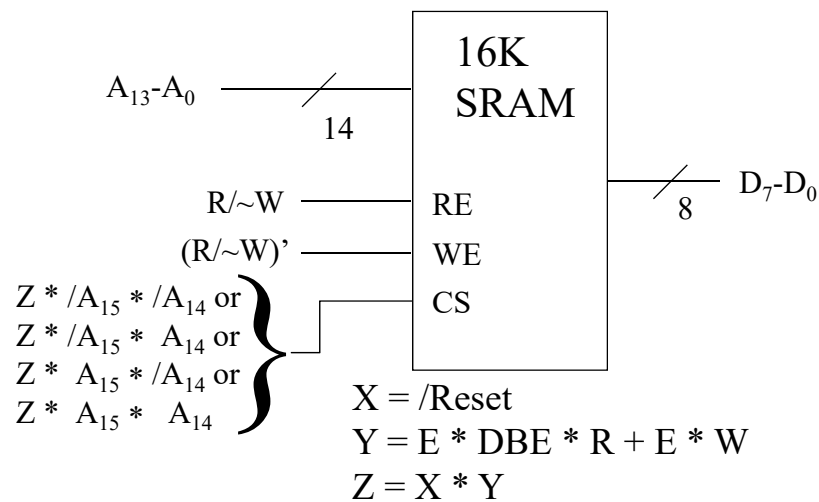 16K
SRAM
A₁₃-A₀
14
D₇-D₀
8
R/~W
RE
(R/~W)’
WE
CS
Z * /A₁₅ * /A₁₄ or
Z * /A₁₅ * A₁₄ or
Z * A₁₅ * /A₁₄ or
Z * A₁₅ * A₁₄
X = /Reset
Y = E * DBE * R + E * W
Z = X * Y